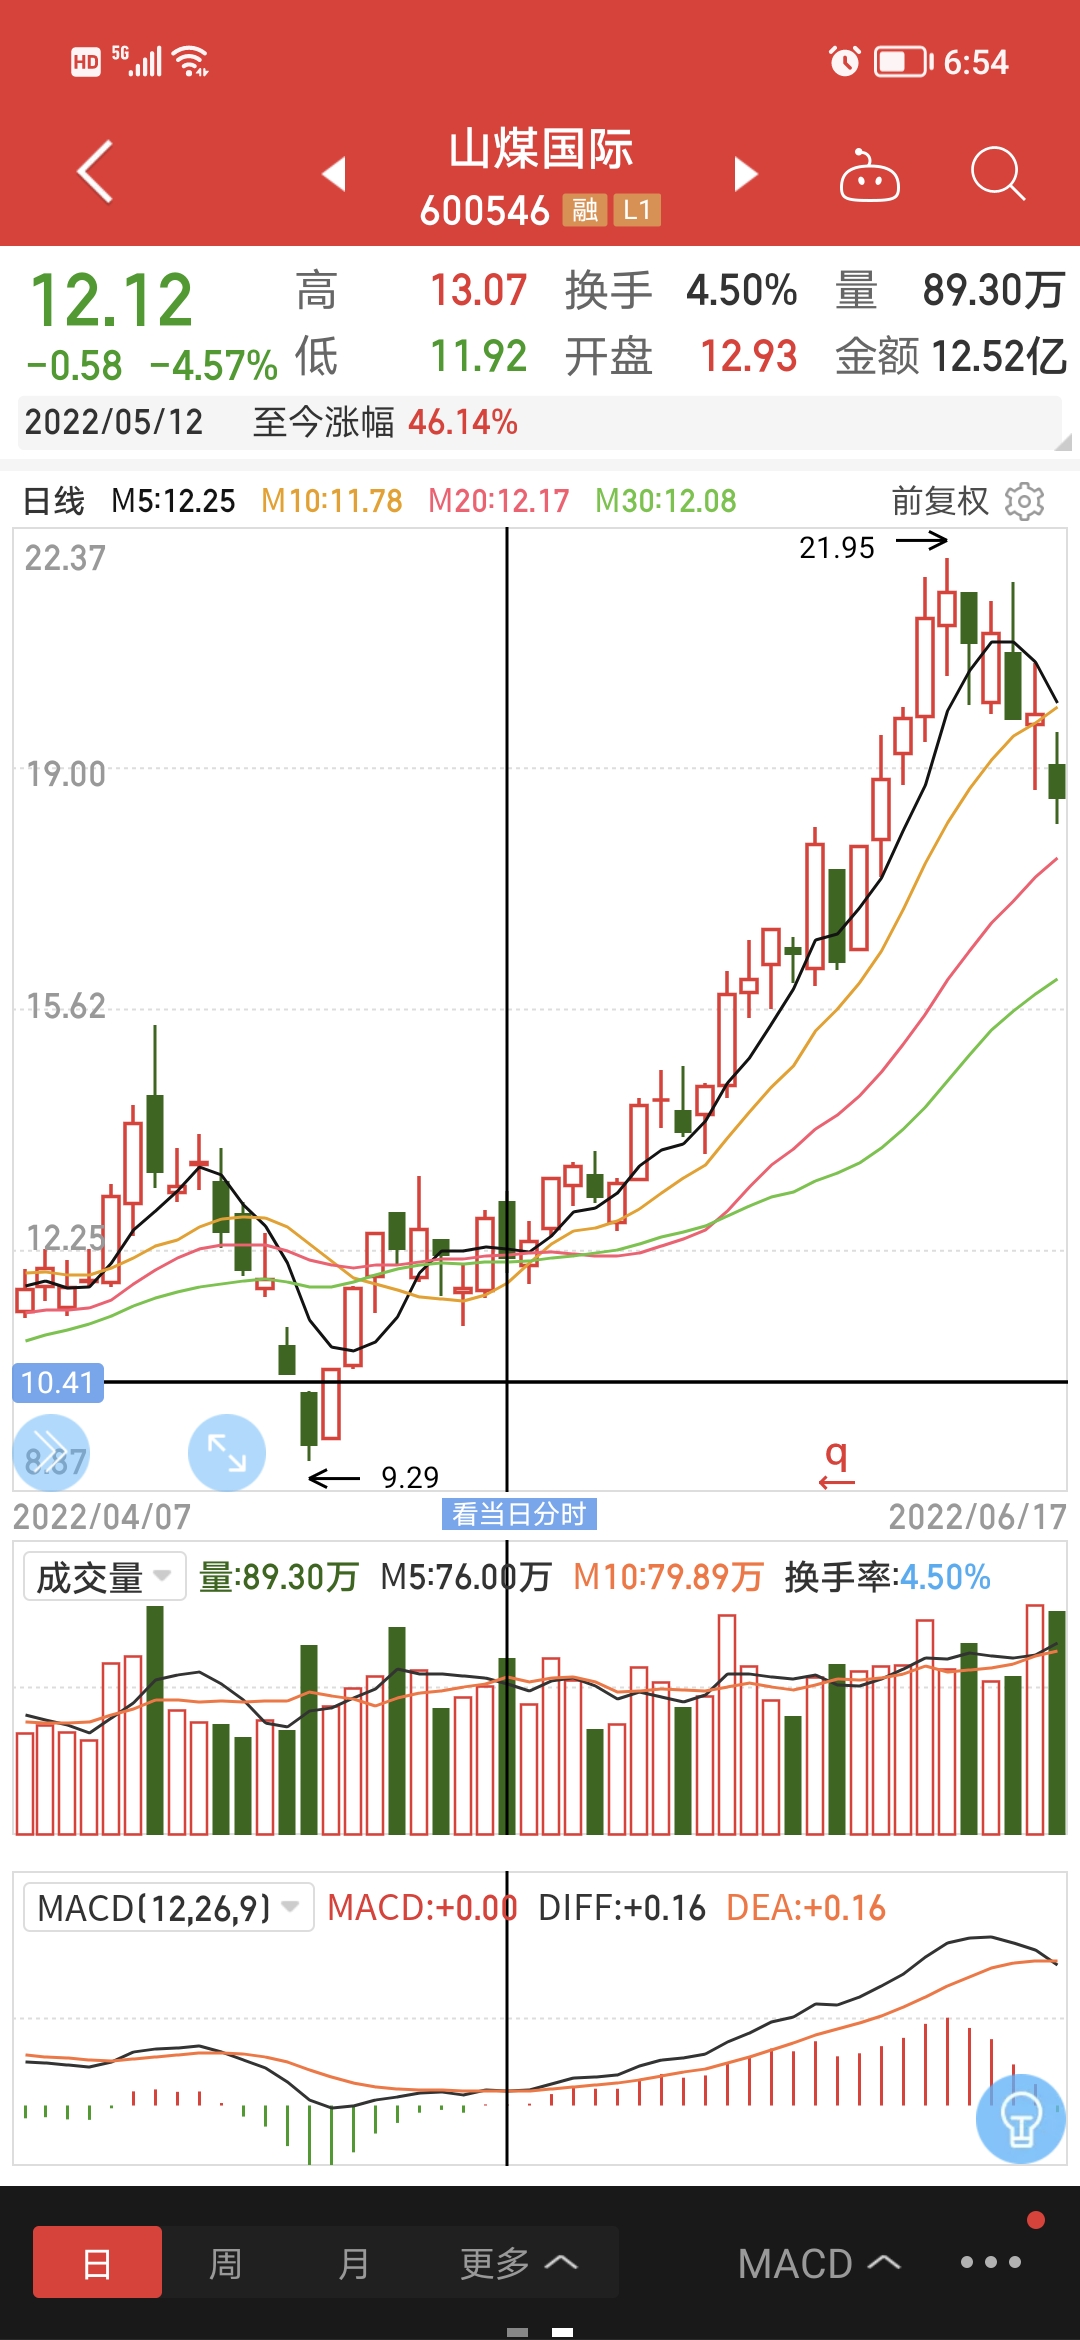 HD 5G 6:54
山煤国际
600546 融 L1
12.12 高 13.07 换手 4.50% 量 89.30万
-0.58 -4.57% 低 11.92 开盘 12.93 金额 12.52亿
2022/05/12 至今涨幅 46.14%
日线 M5:12.25 M10:11.78 M20:12.17 M30:12.08 前复权
22.37
21.95
19.00
15.62
12.25
10.41
8.87
9.29
q
2022/04/07 看当日分时 2022/06/17
成交量 量:89.30万 M5:76.00万 M10:79.89万 换手率:4.50%
MACD(12,26,9) MACD:+0.00 DIFF:+0.16 DEA:+0.16
日 周 月 更多 MACD